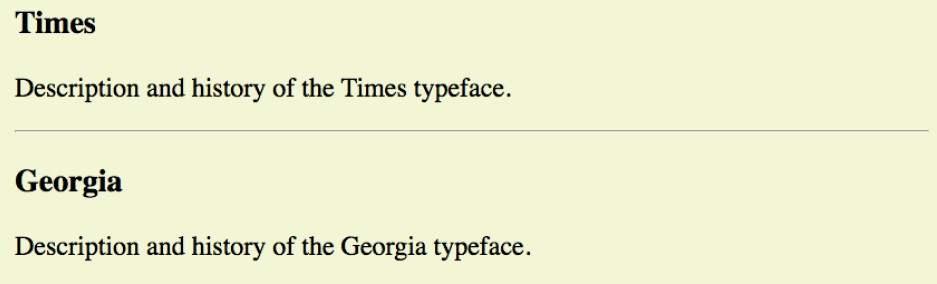 Times
Description and history of the Times typeface.
Georgia
Description and history of the Georgia typeface.